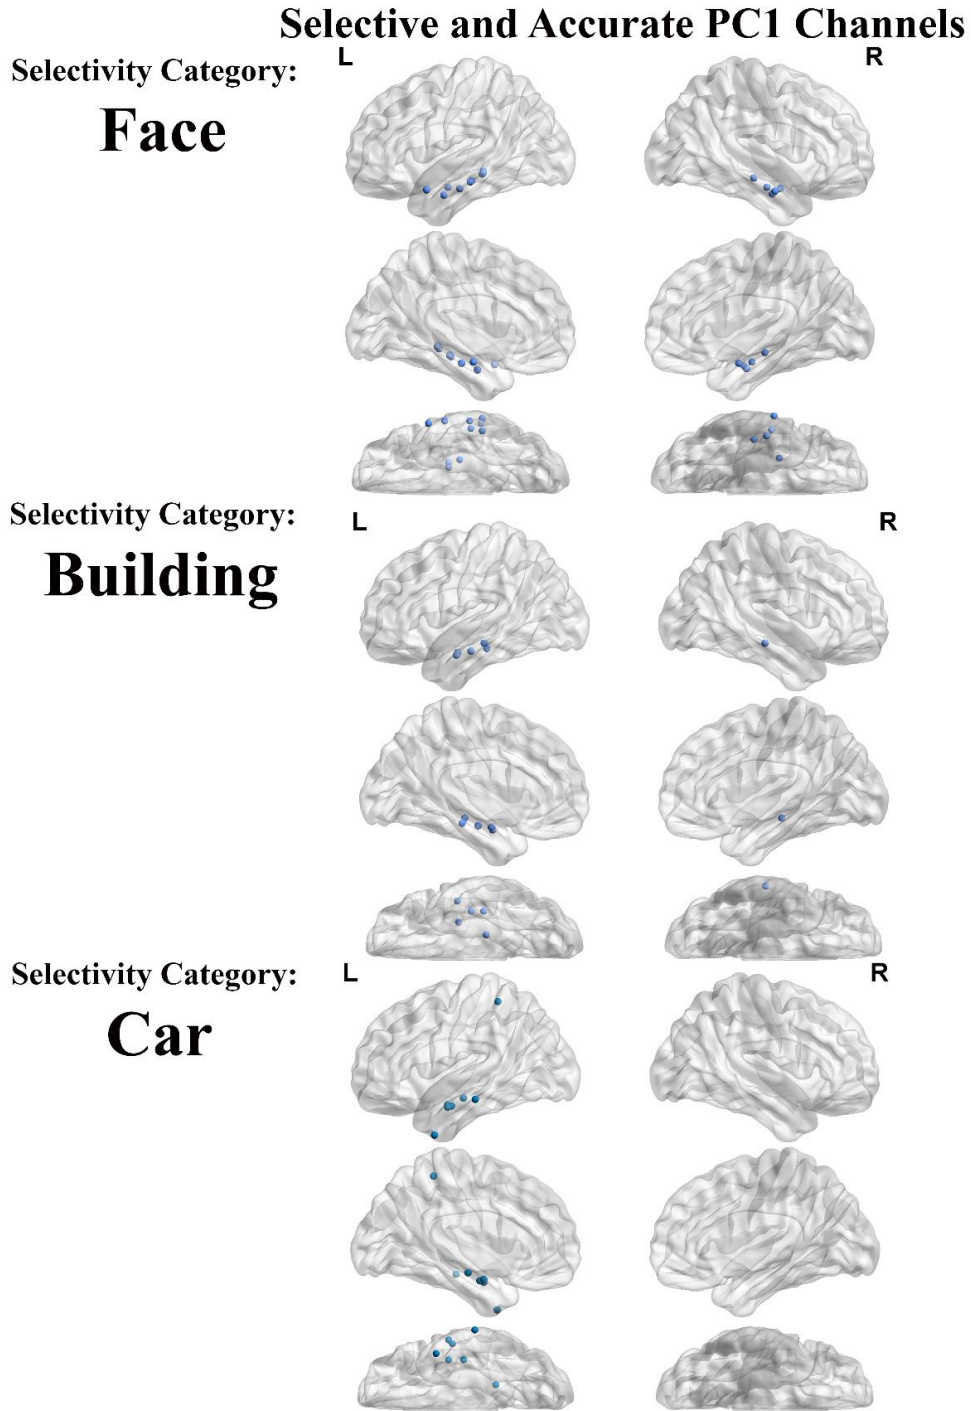 Selective and Accurate PC1 Channels
Selectivity Category: L R
Face
Selectivity Category: L R
Building
Selectivity Category: L R
Car